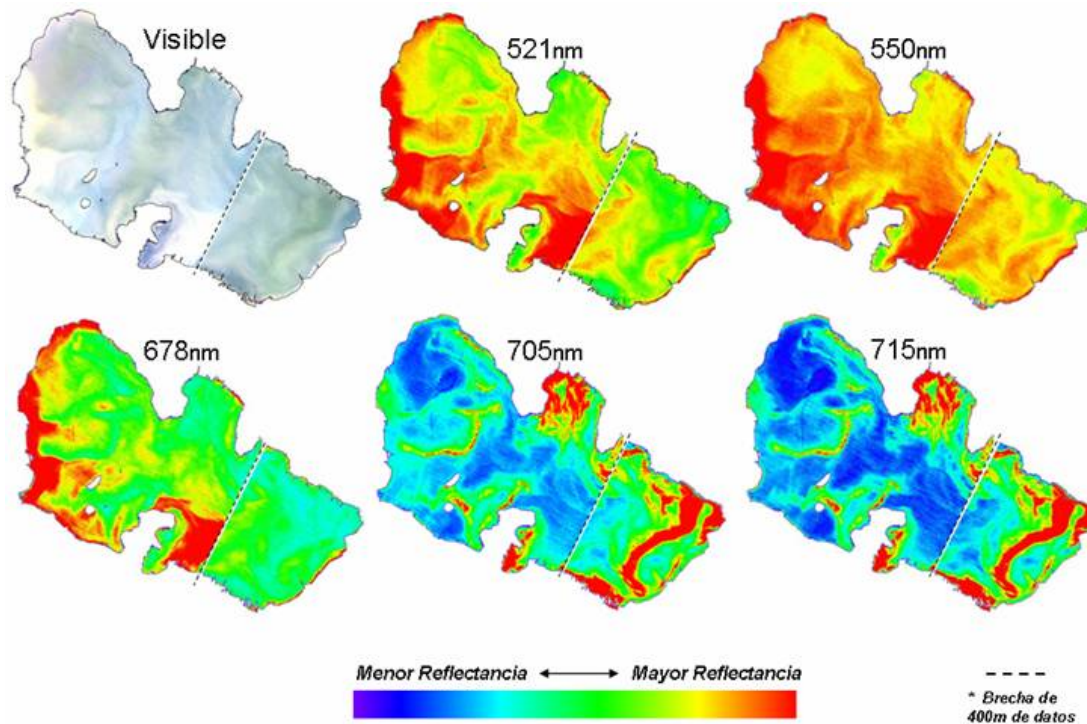 Visible
521nm
550nm
678nm
705nm
715nm
Menor Reflectancia
Mayor Reflectancia
* Brecha de
400m de datos